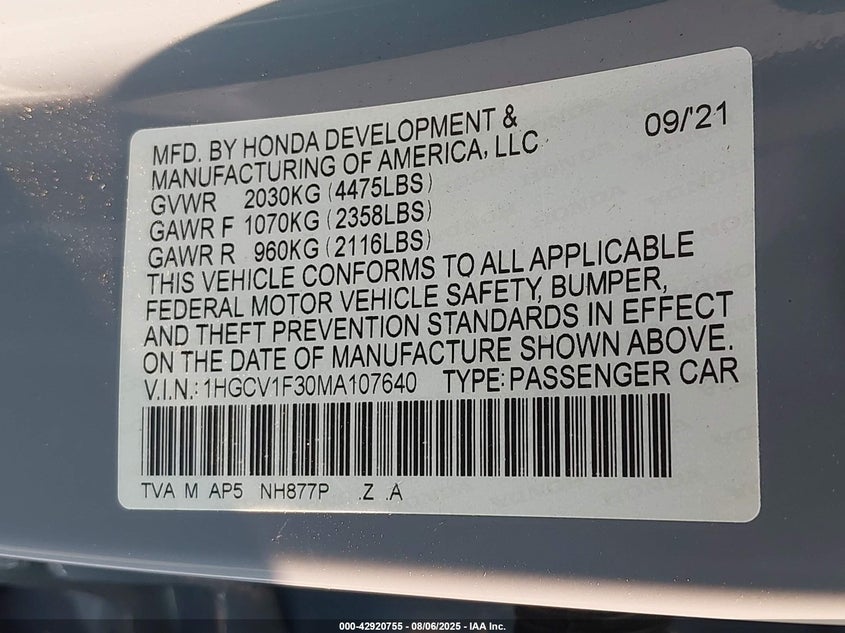 MFD. BY HONDA DEVELOPMENT &
MANUFACTURING OF AMERICA, LLC
09/'21
GVWR 2030KG (4475LBS)
GAWR F 1070KG (2358LBS)
GAWR R 960KG (2116LBS)
THIS VEHICLE CONFORMS TO ALL APPLICABLE
FEDERAL MOTOR VEHICLE SAFETY, BUMPER,
AND THEFT PREVENTION STANDARDS IN EFFECT
ON THE DATE OF MANUFACTURE SHOWN ABOVE.
V.I.N.: 1HGCV1F30MA107640 TYPE: PASSENGER CAR
TVA M AP5 NH877P .Z .A
000-42920755 - 08/06/2025 - IAA Inc.